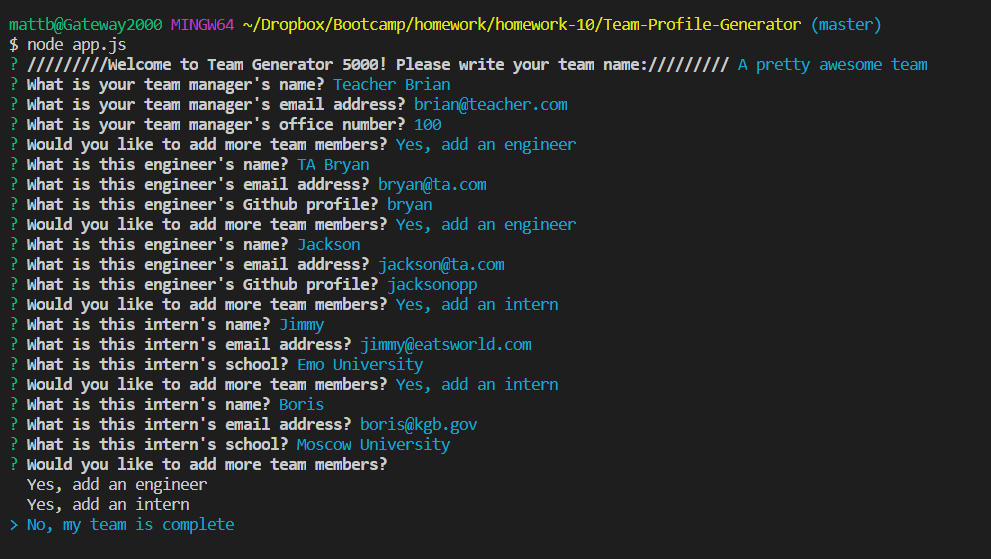 mattb@Gateway2000 MINGW64 ~/Dropbox/Bootcamp/homework/homework-10/Team-Profile-Generator (master)
$ node app.js
? /////////Welcome to Team Generator 5000! Please write your team name:///////// A pretty awesome team
? What is your team manager's name? Teacher Brian
? What is your team manager's email address? brian@teacher.com
? What is your team manager's office number? 100
? Would you like to add more team members? Yes, add an engineer
? What is this engineer's name? TA Bryan
? What is this engineer's email address? bryan@ta.com
? What is this engineer's Github profile? bryan
? Would you like to add more team members? Yes, add an engineer
? What is this engineer's name? Jackson
? What is this engineer's email address? jackson@ta.com
? What is this engineer's Github profile? jacksonopp
? Would you like to add more team members? Yes, add an intern
? What is this intern's name? Jimmy
? What is this intern's email address? jimmy@eatsworld.com
? What is this intern's school? Emo University
? Would you like to add more team members? Yes, add an intern
? What is this intern's name? Boris
? What is this intern's email address? boris@kgb.gov
? What is this intern's school? Moscow University
? Would you like to add more team members?
  Yes, add an engineer
  Yes, add an intern
> No, my team is complete